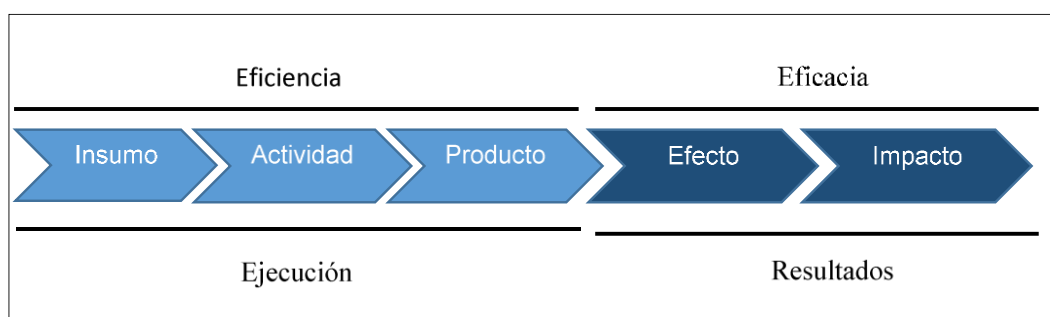 Eficiencia Eficacia
Insumo Actividad Producto Efecto Impacto
Ejecución Resultados